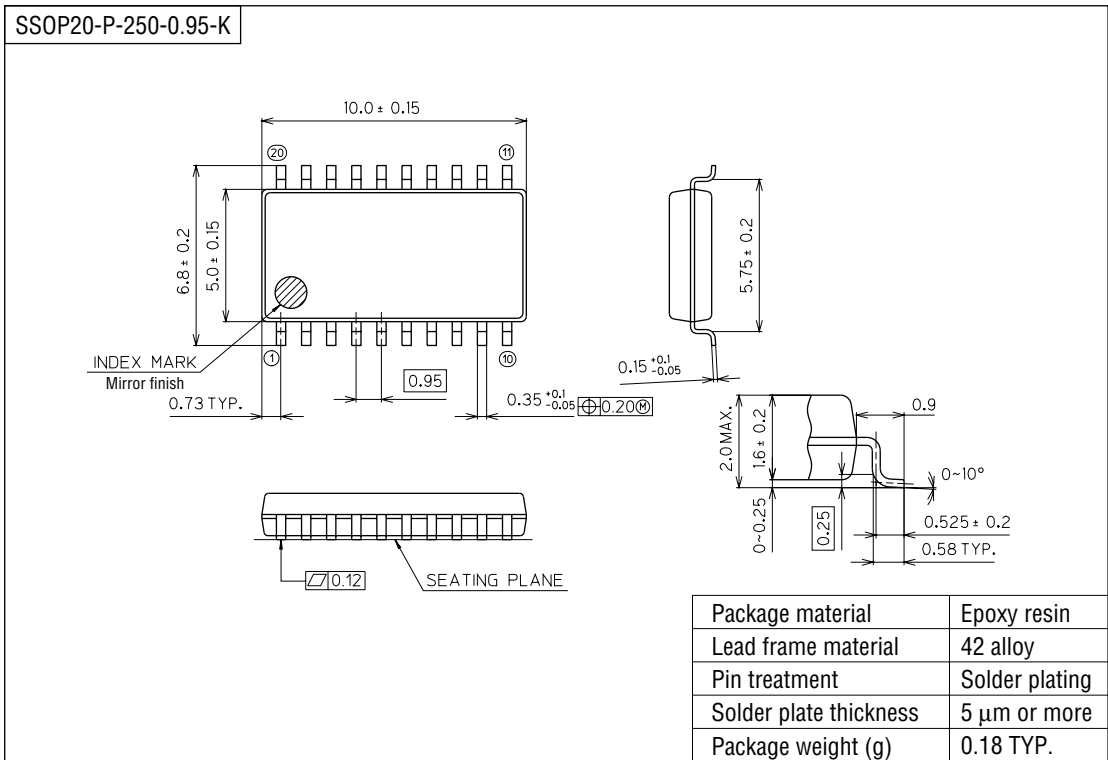 SSOP20-P-250-0.95-K
10.0 ± 0.15
20
11
6.8 ± 0.2
5.0 ± 0.15
5.75 ± 0.2
INDEX MARK
Mirror finish
1
10
0.95
0.73 TYP.
0.35 +0.1 -0.05
⌖ 0.20 Ⓜ
0.15 +0.1 -0.05
0.9
2.0 MAX.
1.6 ± 0.2
0~10°
0~0.25
0.25
0.525 ± 0.2
0.58 TYP.
⏥ 0.12
SEATING PLANE
Package material Epoxy resin
Lead frame material 42 alloy
Pin treatment Solder plating
Solder plate thickness 5 µm or more
Package weight (g) 0.18 TYP.